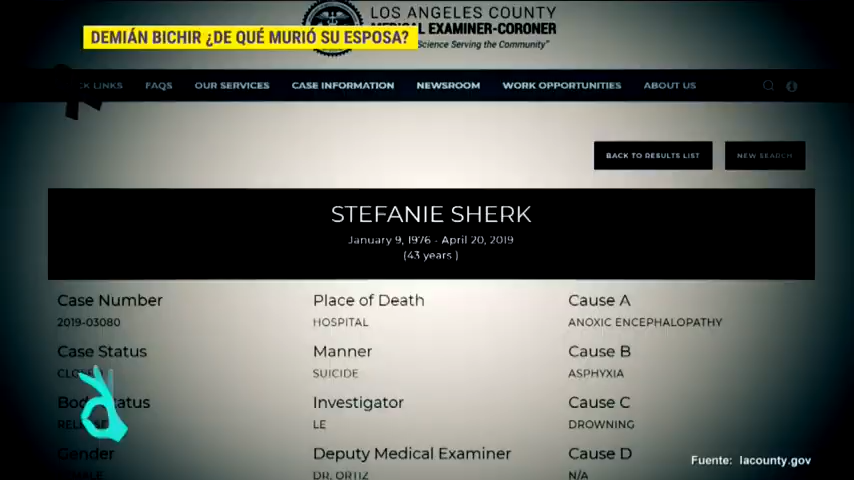 LOS ANGELES COUNTY
DEMIÁN BICHIR ¿DE QUÉ MURIÓ SU ESPOSA?
EXAMINER-CORONER
Science Serving the Community"
LINKS FAQS OUR SERVICES CASE INFORMATION NEWSROOM WORK OPPORTUNITIES ABOUT US
BACK TO RESULTS LIST NEW SEARCH
STEFANIE SHERK
January 9, 1976 - April 20, 2019
(43 years )
Case Number Place of Death Cause A
2019-03080 HOSPITAL ANOXIC ENCEPHALOPATHY
Case Status Manner Cause B
SUICIDE ASPHYXIA
Investigator Cause C
LE DROWNING
Gender Deputy Medical Examiner Cause D
DR. ORTIZ N/A
Fuente: lacounty.gov